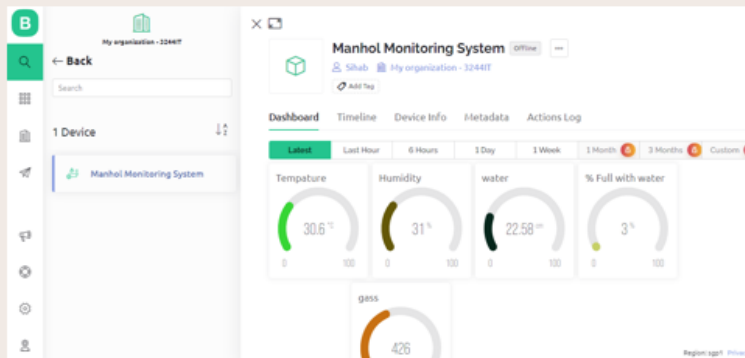 B
My organization - 3244IT
← Back
Search
1 Device
Manhol Monitoring System
Manhol Monitoring System Offline ...
Sihab My organization - 3244IT
Add Tag
Dashboard Timeline Device Info Metadata Actions Log
Latest Last Hour 6 Hours 1 Day 1 Week 1 Month 3 Months Custom
Tempature Humidity water % Full with water
30.6 °C 31 % 22.58 cm 3 %
0 100 0 100 0 100 0 100
gass
426
Region: sgp1 Privac